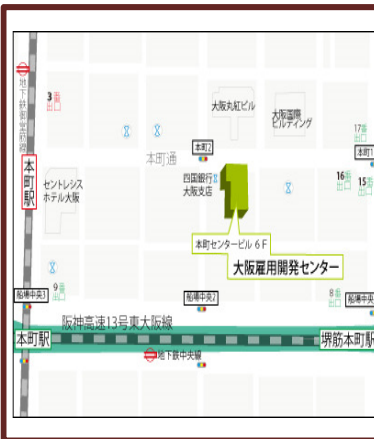 地下鉄御堂筋線
3番
出口
大阪丸紅ビル
大阪国際
ビルディング
17番
出口
本町通
本町2
本町1
四国銀行
大阪支店
16番
出口
15番
出口
本町駅
セントレジス
ホテル大阪
本町センタービル 6F
大阪雇用開発センター
船場中央3
9番
出口
船場中央2
8番
出口
船場中央
阪神高速13号東大阪線
本町駅
堺筋本町駅
地下鉄中央線